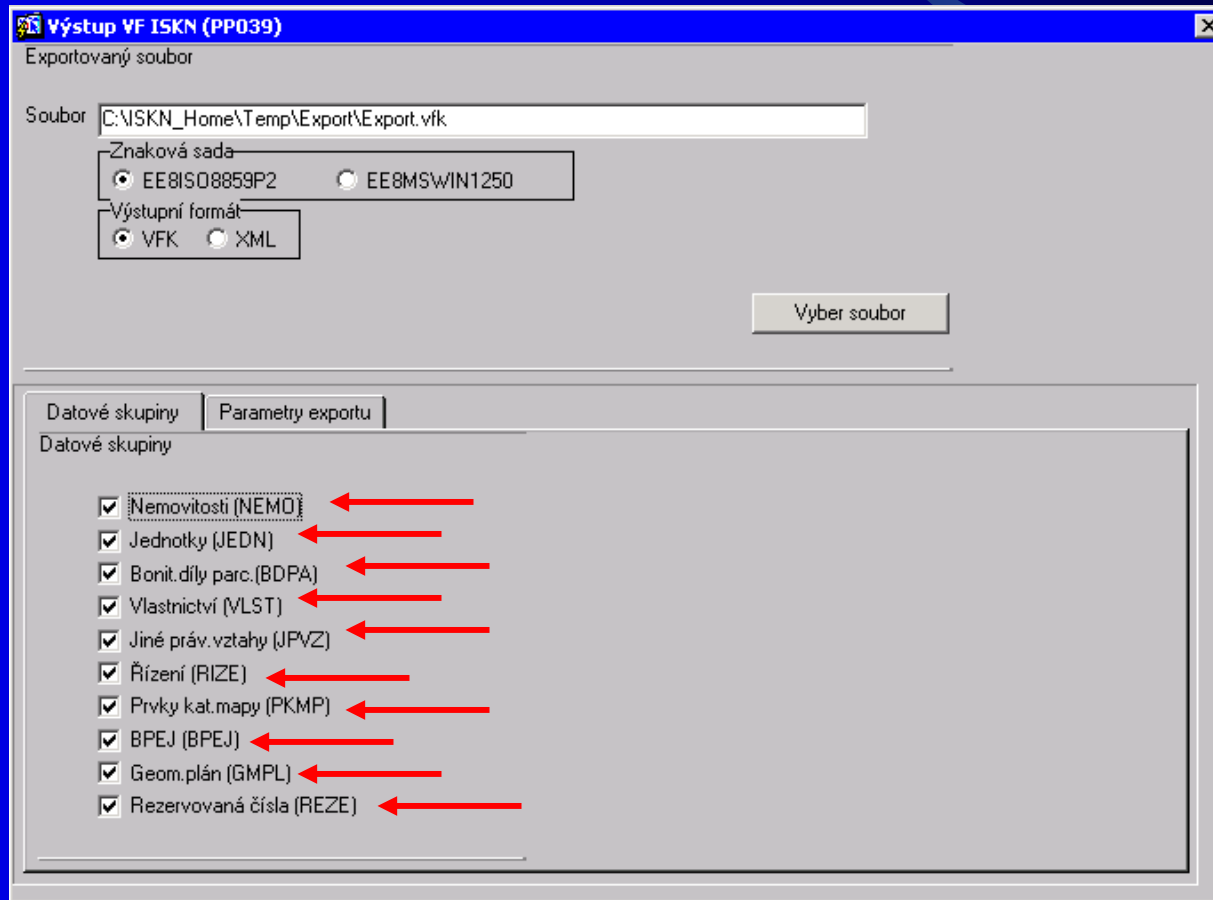 Výstup VF ISKN (PP039)
Exportovaný soubor
Soubor C:\ISKN_Home\Temp\Export\Export.vfk
Znaková sada
EE8ISO8859P2 EE8MSWIN1250
Výstupní formát
VFK XML
Vyber soubor
Datové skupiny Parametry exportu
Datové skupiny
Nemovitosti (NEMO)
Jednotky (JEDN)
Bonit.díly parc.(BDPA)
Vlastnictví (VLST)
Jiné práv.vztahy (JPVZ)
Řízení (RIZE)
Prvky kat.mapy (PKMP)
BPEJ (BPEJ)
Geom.plán (GMPL)
Rezervovaná čísla (REZE)